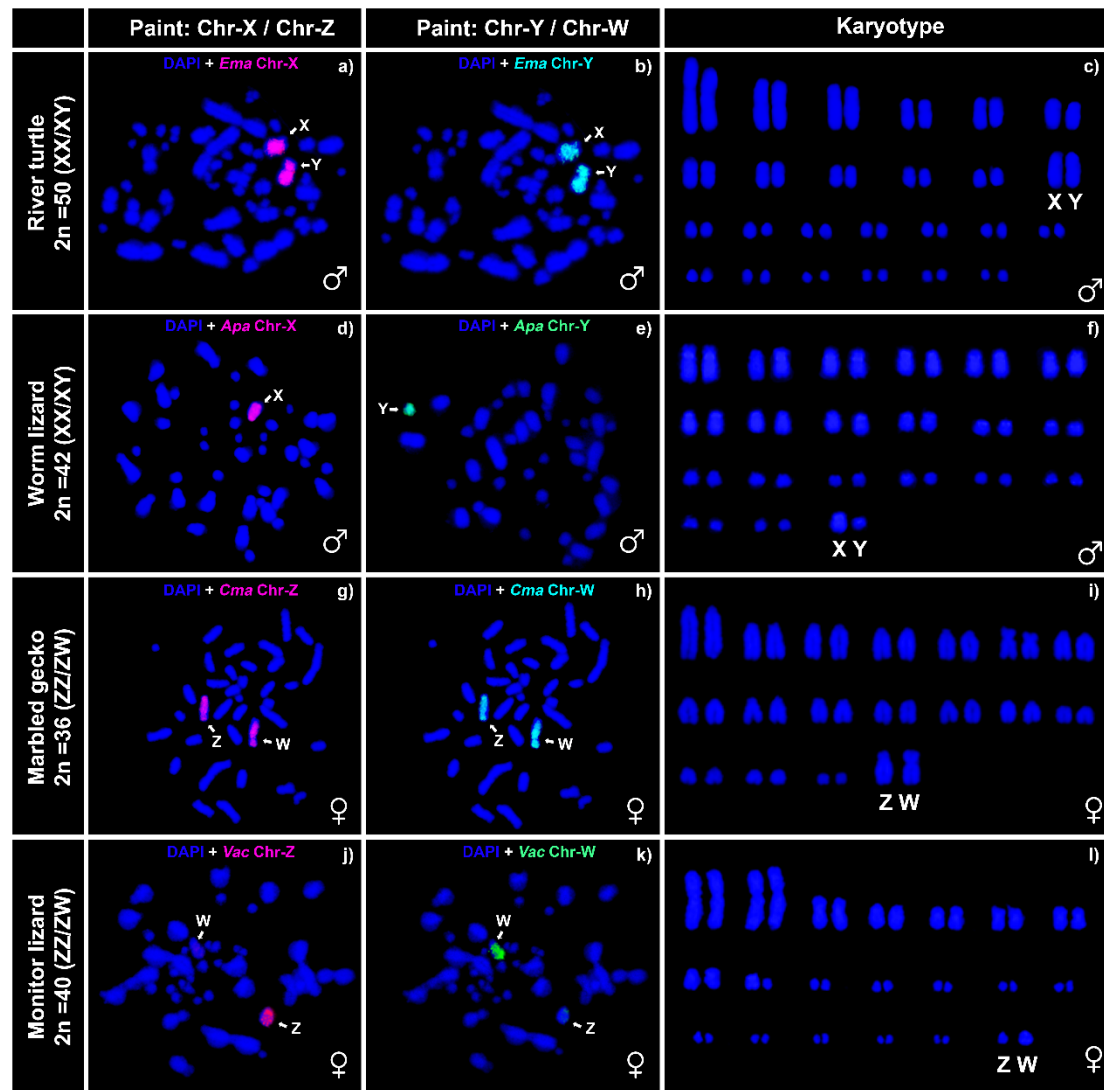 Paint: Chr-X / Chr-Z
Paint: Chr-Y / Chr-W
Karyotype
River turtle
2n =50 (XX/XY)
DAPI + Ema Chr-X
a)
X
Y
♂
DAPI + Ema Chr-Y
b)
X
Y
♂
c)
X Y
♂
Worm lizard
2n =42 (XX/XY)
DAPI + Apa Chr-X
d)
X
♂
DAPI + Apa Chr-Y
e)
Y
♂
f)
X Y
♂
Marbled gecko
2n =36 (ZZ/ZW)
DAPI + Cma Chr-Z
g)
Z
W
♀
DAPI + Cma Chr-W
h)
Z
W
♀
i)
Z W
♀
Monitor lizard
2n =40 (ZZ/ZW)
DAPI + Vac Chr-Z
j)
W
Z
♀
DAPI + Vac Chr-W
k)
W
Z
♀
l)
Z W
♀